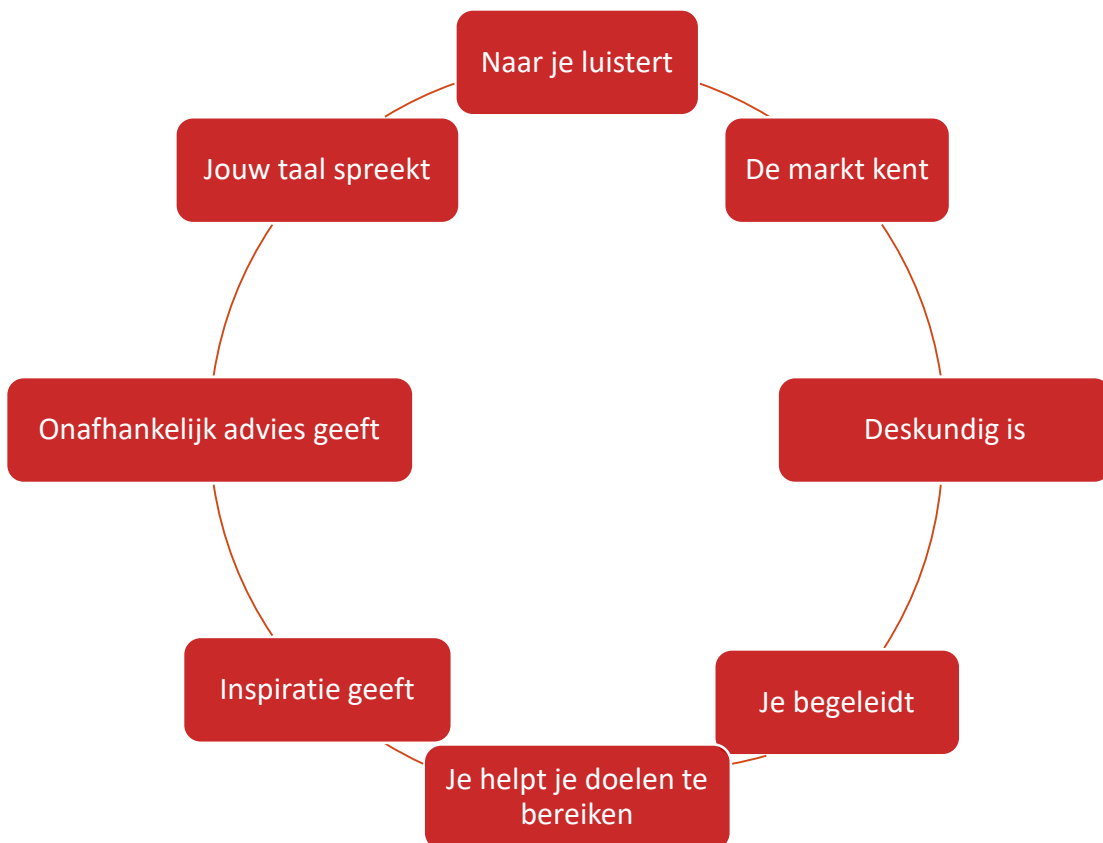 Naar je luistert
De markt kent
Deskundig is
Je begeleidt
Je helpt je doelen te
bereiken
Inspiratie geeft
Onafhankelijk advies geeft
Jouw taal spreekt